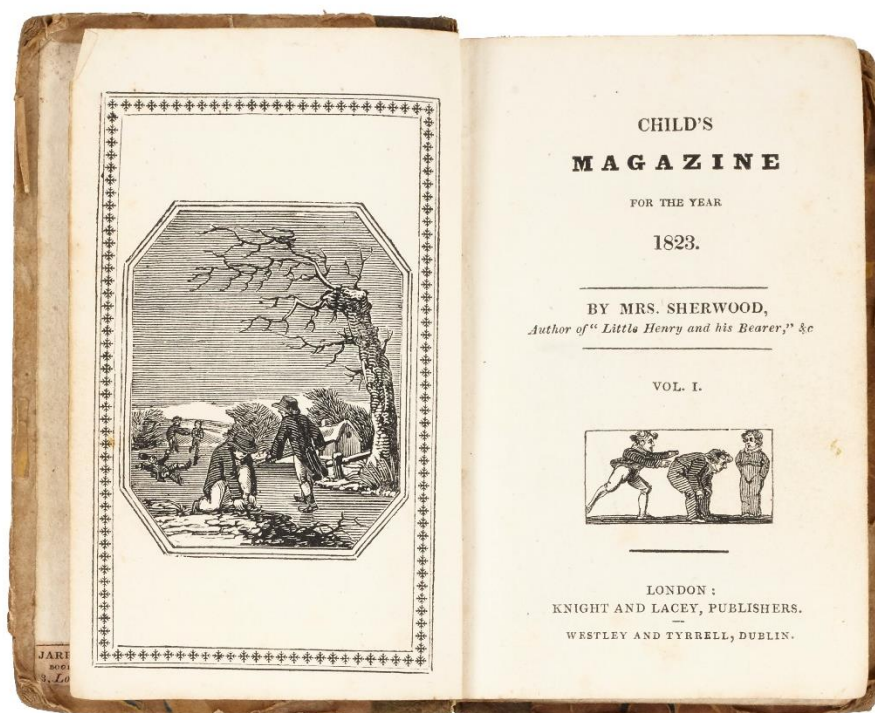 CHILD'S
MAGAZINE
FOR THE YEAR
1823.
BY MRS. SHERWOOD,
Author of "Little Henry and his Bearer," &c
VOL. I.
LONDON:
KNIGHT AND LACEY, PUBLISHERS.
WESTLEY AND TYRRELL, DUBLIN.